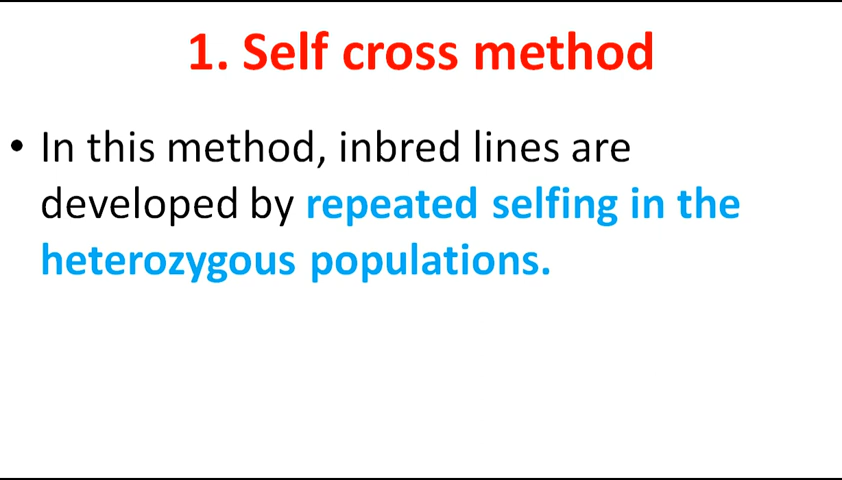 1. Self cross method
• In this method, inbred lines are
developed by repeated selfing in the
heterozygous populations.